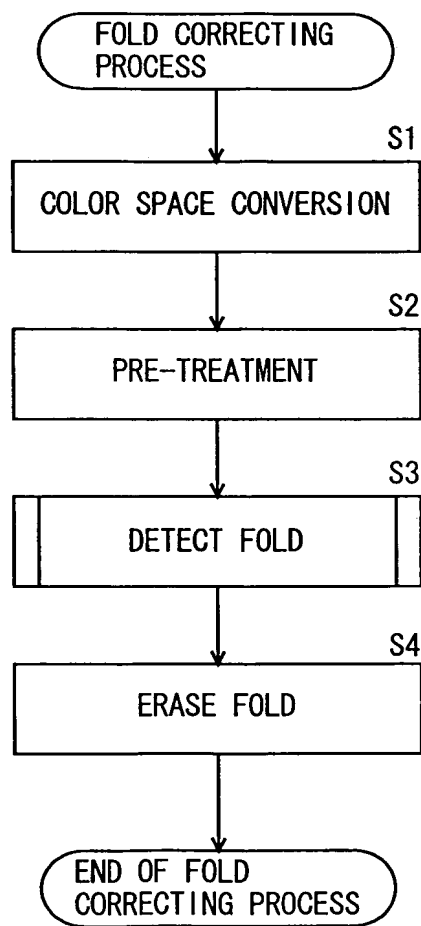 FOLD CORRECTING
PROCESS
S1
COLOR SPACE CONVERSION
S2
PRE-TREATMENT
S3
DETECT FOLD
S4
ERASE FOLD
END OF FOLD
CORRECTING PROCESS